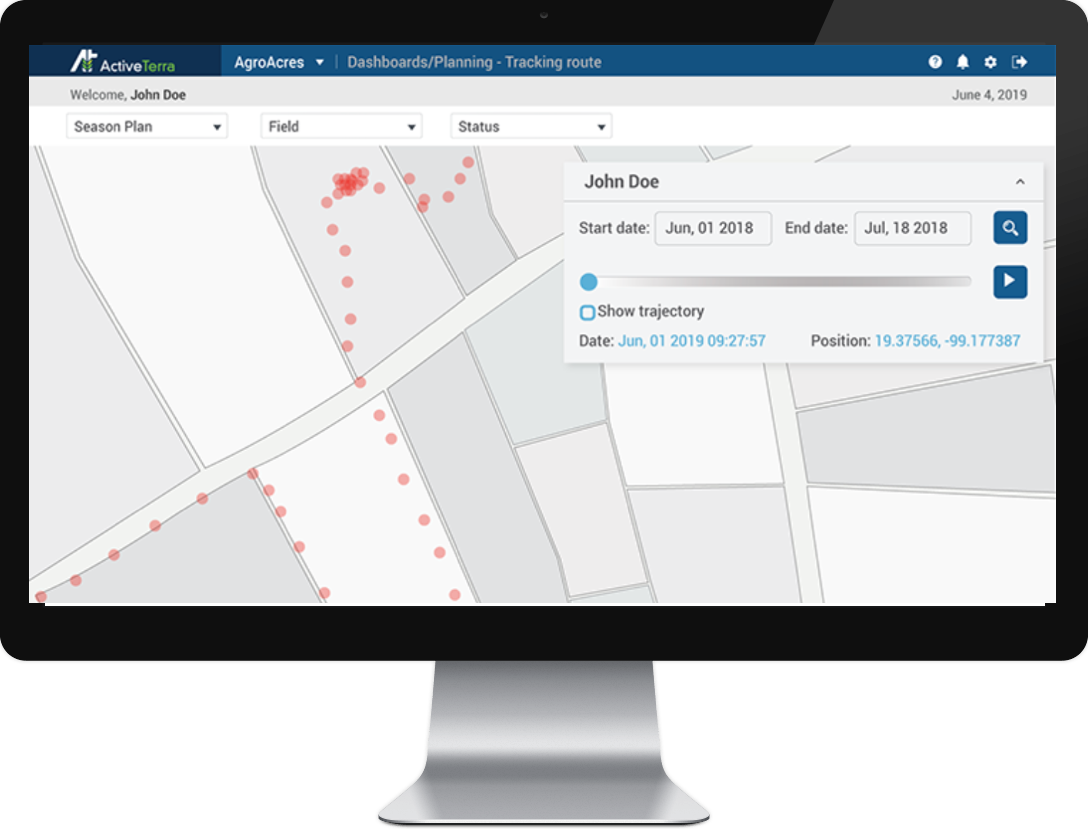 ActiveTerra AgroAcres Dashboards/Planning - Tracking route
Welcome, John Doe June 4, 2019
Season Plan Field Status
John Doe
Start date: Jun, 01 2018 End date: Jul, 18 2018
Show trajectory
Date: Jun, 01 2019 09:27:57 Position: 19.37566, -99.177387